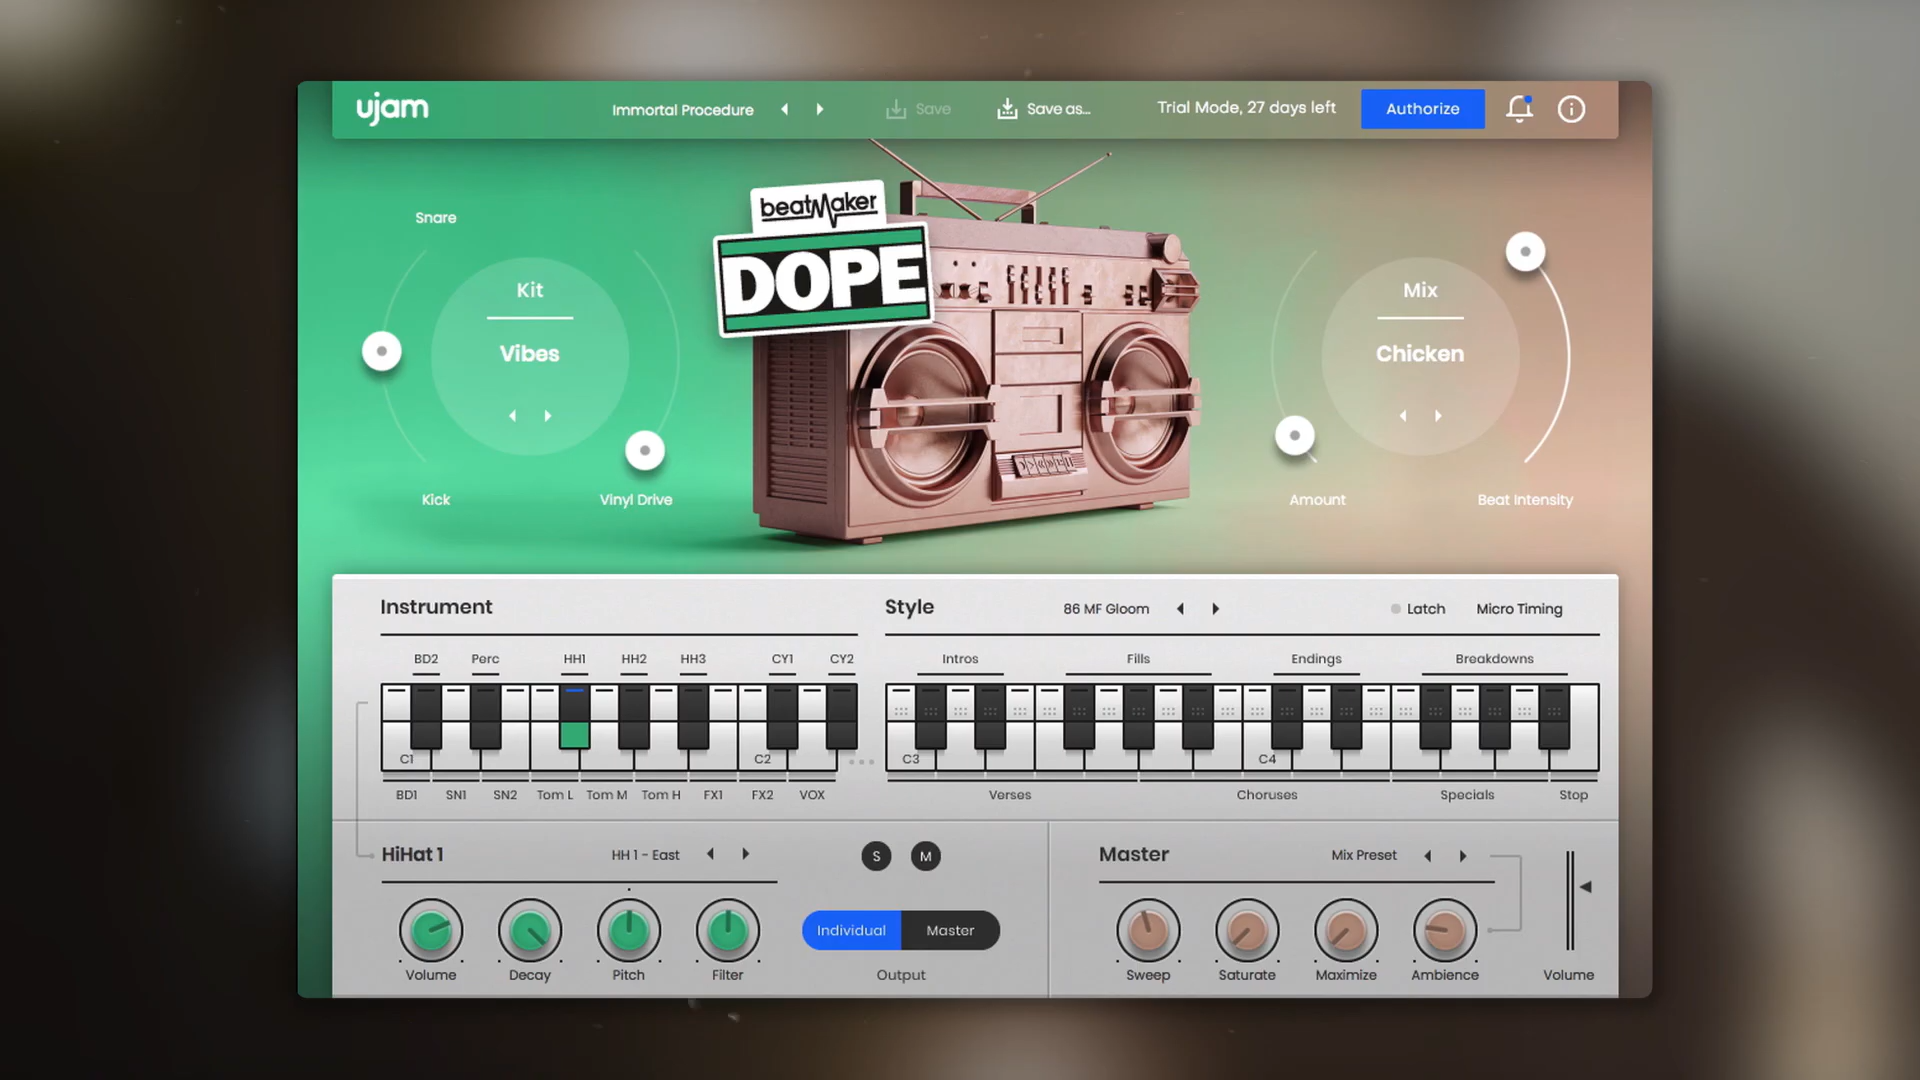 ujam
Immortal Procedure
Save
Save as...
Trial Mode, 27 days left
Authorize
beatMaker
DOPE
Snare
Kit
Vibes
Kick
Vinyl Drive
Mix
Chicken
Amount
Beat Intensity
Instrument
Style
86 MF Gloom
Latch
Micro Timing
BD2 Perc HH1 HH2 HH3 CY1 CY2
Intros Fills Endings Breakdowns
C1 C2 C3 C4
BD1 SN1 SN2 Tom L Tom M Tom H FX1 FX2 VOX
Verses Choruses Specials Stop
HiHat 1
HH 1 - East
S M
Master
Mix Preset
Individual Master
Volume Decay Pitch Filter
Output
Sweep Saturate Maximize Ambience
Volume